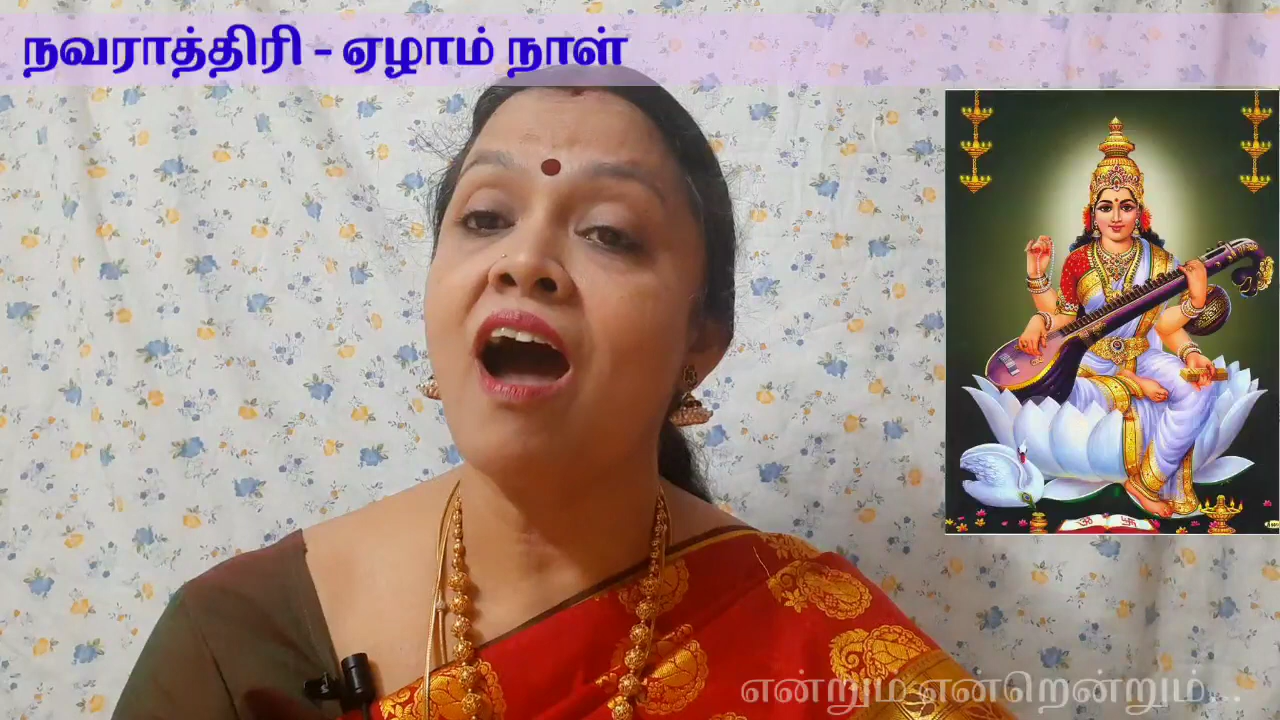 நவராத்திரி - ஏழாம் நாள்
என்றும் என்றென்றும்...